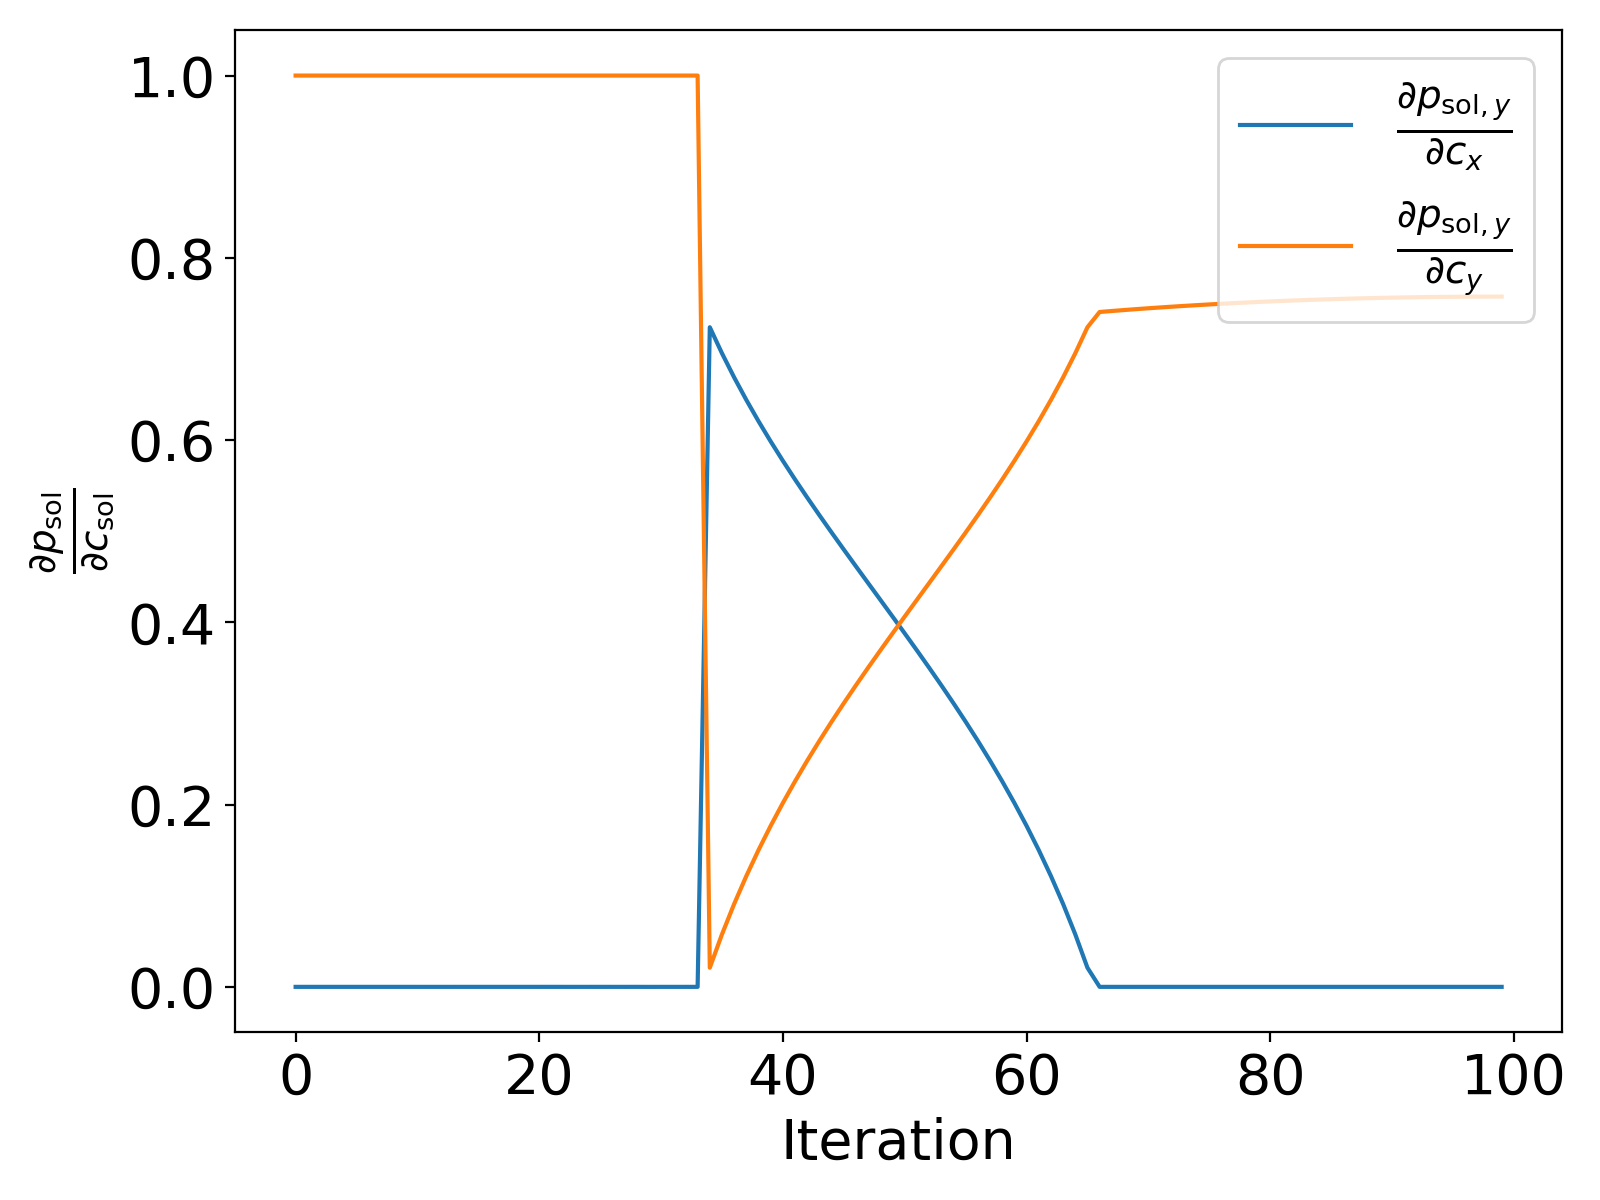 1.0
0.8
0.6
0.4
0.2
0.0
0 20 40 60 80 100
Iteration
∂p_sol
∂c_sol
∂p_sol, y
∂c_x
∂p_sol, y
∂c_y